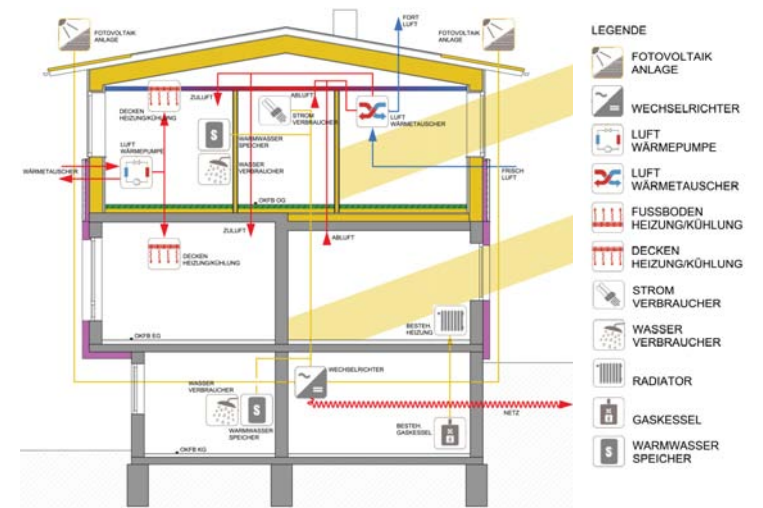 FOTOVOLTAIK
ANLAGE
FORT
LUFT
FOTOVOLTAIK
ANLAGE
DECKEN
HEIZUNG/KÜHLUNG
ZULUFT
ABLUFT
STROM
VERBRAUCHER
LUFT
WÄRMETAUSCHER
S
WARMWASSER
SPEICHER
LUFT
WÄRMEPUMPE
WASSER
VERBRAUCHER
WÄRMETAUSCHER
FRISCH
LUFT
OKFB OG
ZULUFT
ABLUFT
DECKEN
HEIZUNG/KÜHLUNG
BESTEH.
HEIZUNG
OKFB EG
WECHSELRICHTER
WASSER
VERBRAUCHER
S
WARMWASSER
SPEICHER
NETZ
BESTEH.
GASKESSEL
OKFB KG
LEGENDE
FOTOVOLTAIK
ANLAGE
WECHSELRICHTER
LUFT
WÄRMEPUMPE
LUFT
WÄRMETAUSCHER
FUSSBODEN
HEIZUNG/KÜHLUNG
DECKEN
HEIZUNG/KÜHLUNG
STROM
VERBRAUCHER
WASSER
VERBRAUCHER
RADIATOR
GASKESSEL
S
WARMWASSER
SPEICHER